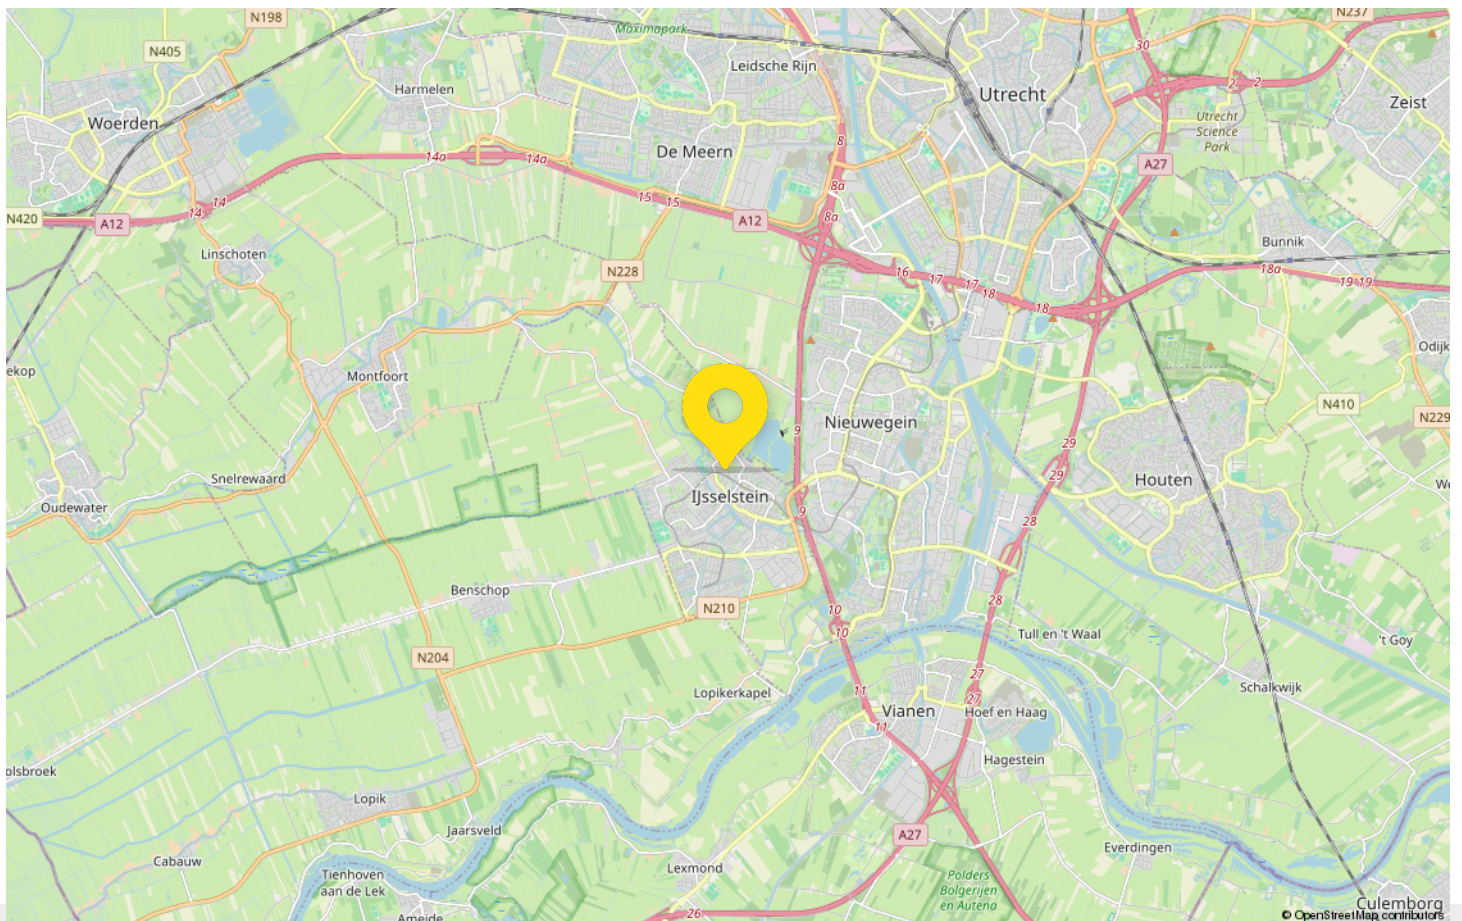 N198
N237
N405
Maximapark
30
Leidsche Rijn
2
2
Harmelen
Utrecht
Zeist
Woerden
Utrecht
Science
Park
De Meern
8
14a
14a
A27
8a
15
15
14
14
N420
A12
A12
8a
Bunnik
Linschoten
N228
16
17
17
18
18
18a
19
19
Odijk
ekop
Montfoort
N410
N229
Nieuwegein
9
29
29
Snelrewaard
Houten
We
IJsselstein
Oudewater
9
28
Benschop
28
N210
10
10
Tull en 't Waal
't Goy
N204
27
27
Schalkwijk
Lopikerkapel
11
11
Vianen
Hoef en Haag
Hagestein
olsbroek
Lopik
Jaarsveld
A27
Everdingen
Cabauw
Lexmond
Tienhoven
aan de Lek
Polders
Bolgerijen
en Autena
Culemborg
26
Ameide
© OpenStreetMap contributors